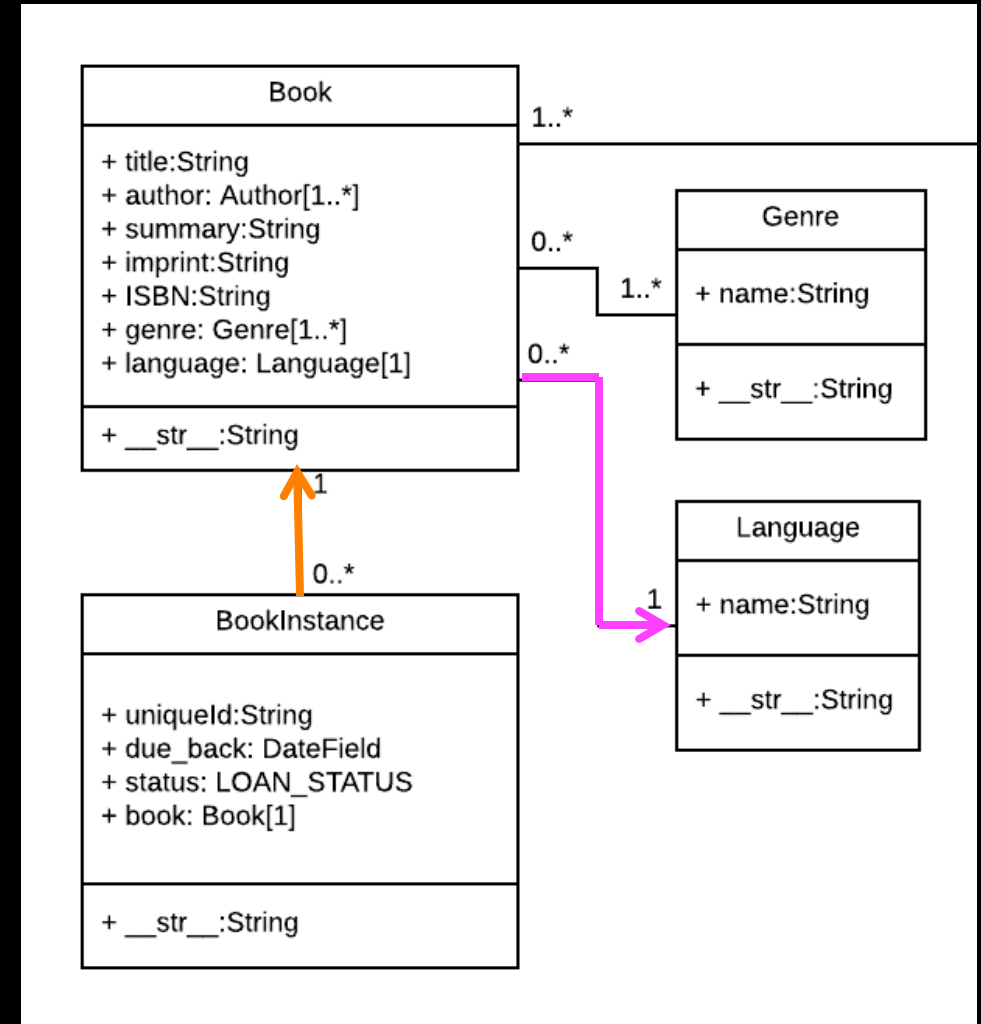 Book
+ title:String
+ author: Author[1..*]
+ summary:String
+ imprint:String
+ ISBN:String
+ genre: Genre[1..*]
+ language: Language[1]
+ __str__:String
1..*
0..*
1..*
0..*
1
Genre
+ name:String
+ __str__:String
Language
+ name:String
+ __str__:String
1
0..*
BookInstance
+ uniqueId:String
+ due_back: DateField
+ status: LOAN_STATUS
+ book: Book[1]
+ __str__:String